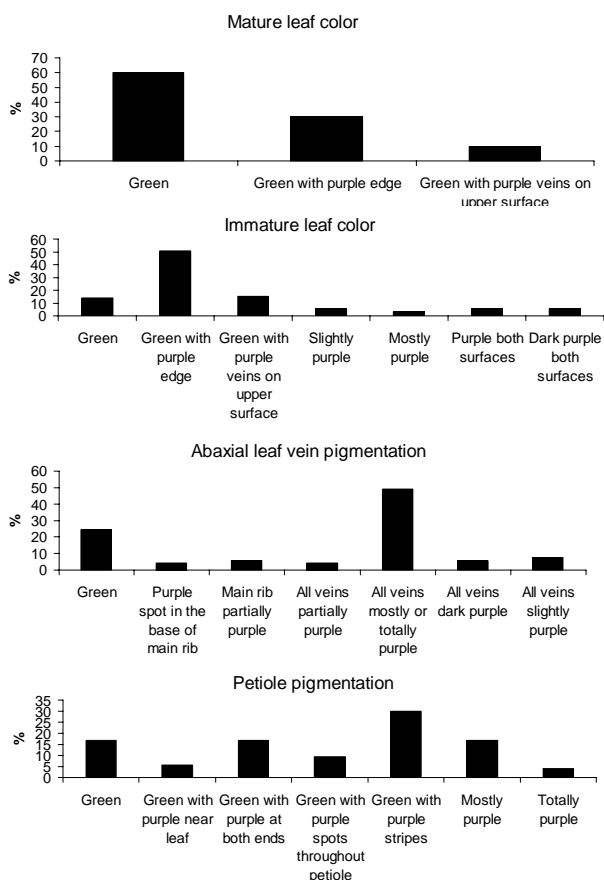 Mature leaf color
%
70
60
50
40
30
20
10
0
Green
Green with purple edge
Green with purple veins on
upper surface
Immature leaf color
%
60
50
40
30
20
10
0
Green
Green with
purple
edge
Green with
purple
veins on
upper
surface
Slightly
purple
Mostly
purple
Purple both
surfaces
Dark purple
both
surfaces
Abaxial leaf vein pigmentation
%
60
50
40
30
20
10
0
Green
Purple
spot in the
base of
main rib
Main rib
partially
purple
All veins
partially
purple
All veins
mostly or
totally
purple
All veins
dark purple
All veins
slightly
purple
Petiole pigmentation
%
35
30
25
20
15
10
5
0
Green
Green with
purple near
leaf
Green with
purple at
both ends
Green with
purple
spots
throughout
petiole
Green with
purple
stripes
Mostly
purple
Totally
purple